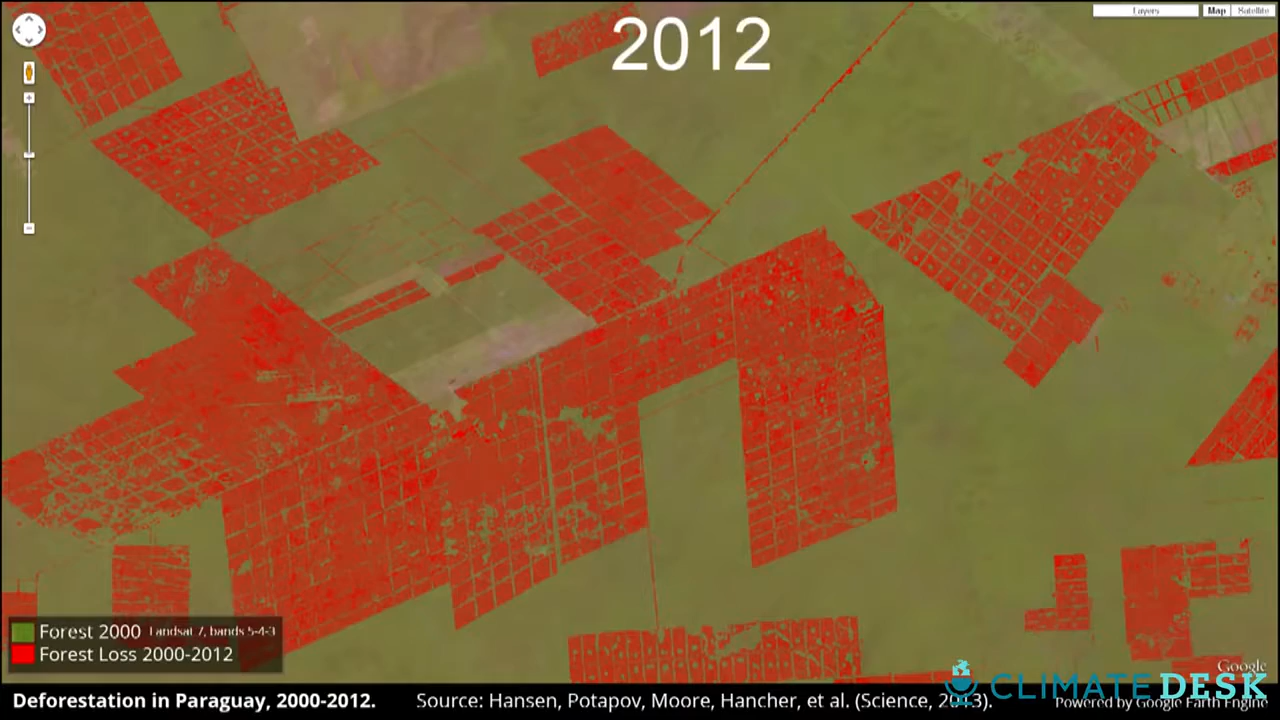 2012
Layers
Map
Satellite
Forest 2000 Landsat 7, bands 5-4-3
Forest Loss 2000-2012
Google
Deforestation in Paraguay, 2000-2012. Source: Hansen, Potapov, Moore, Hancher, et al. (Science, 2013).
CLIMATE DESK
Powered by Google Earth Engine